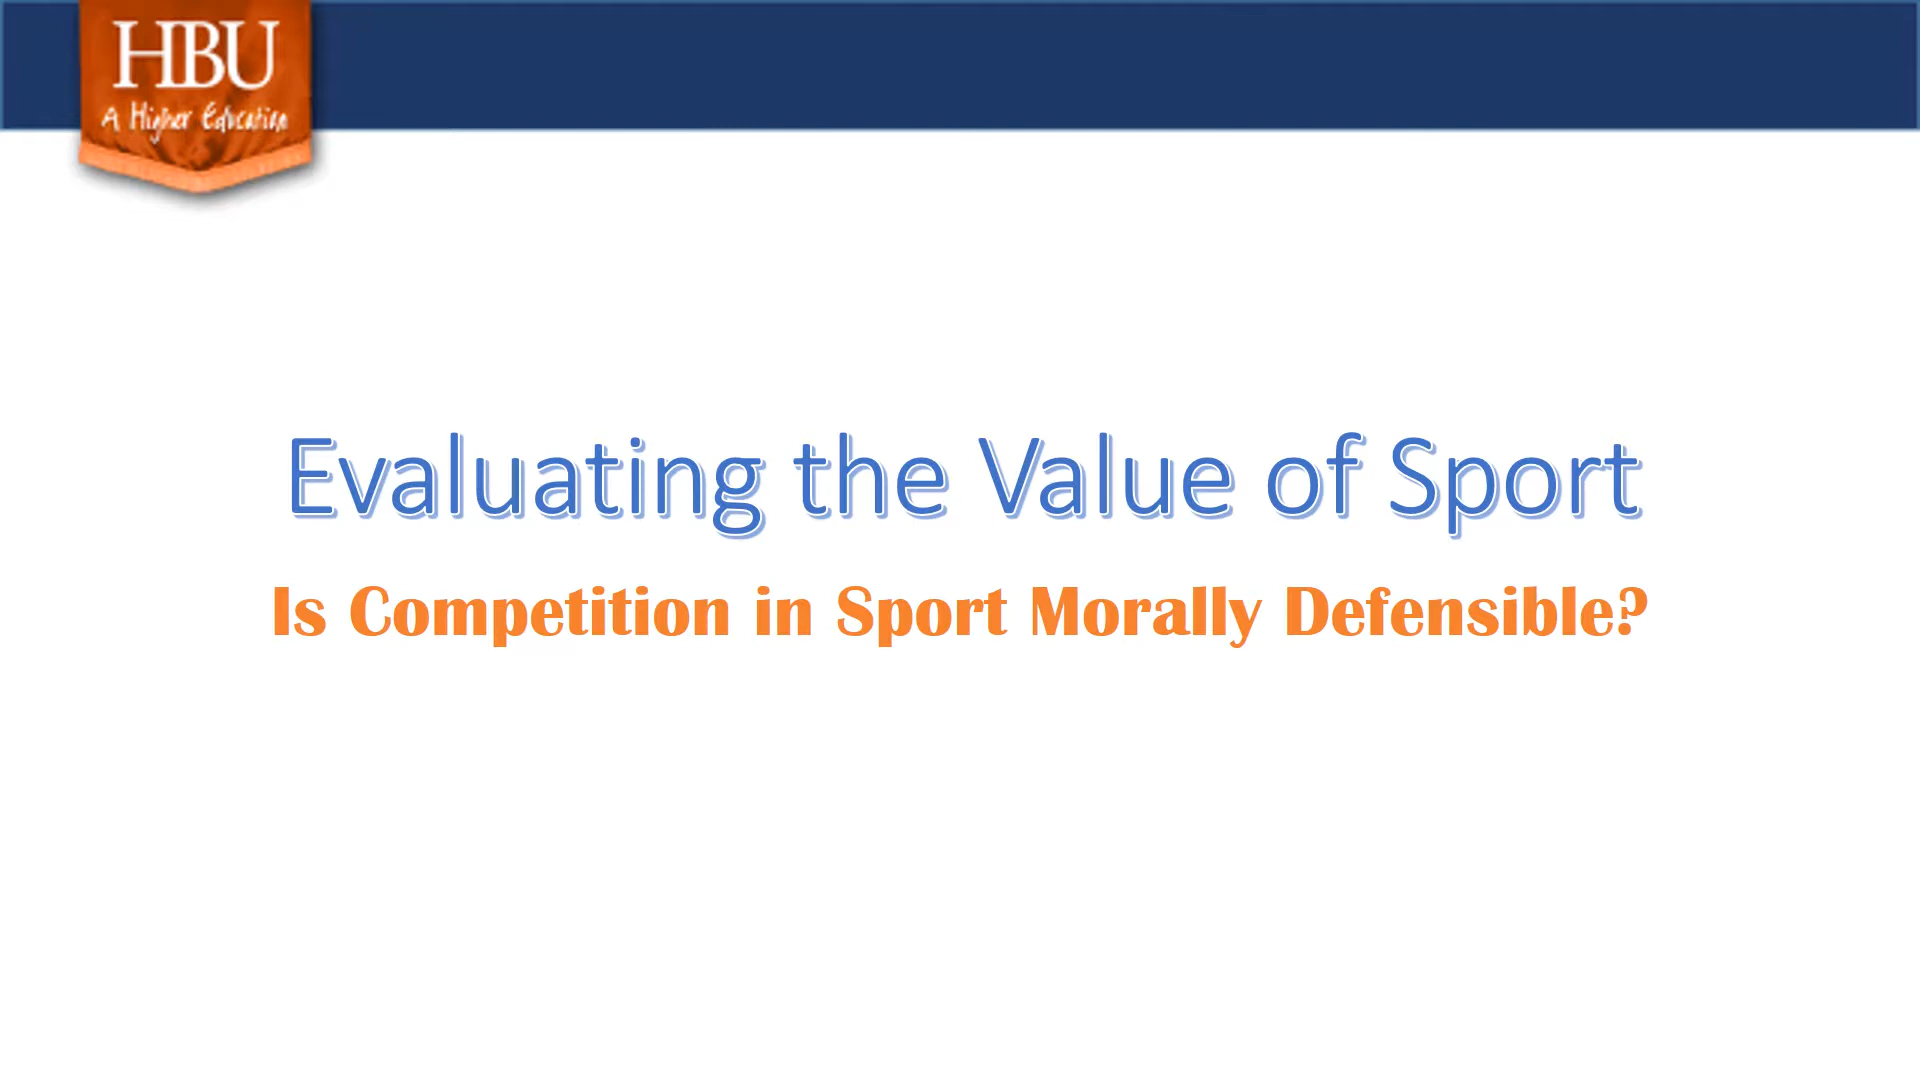 HBU
A Higher Education
Evaluating the Value of Sport
Is Competition in Sport Morally Defensible?